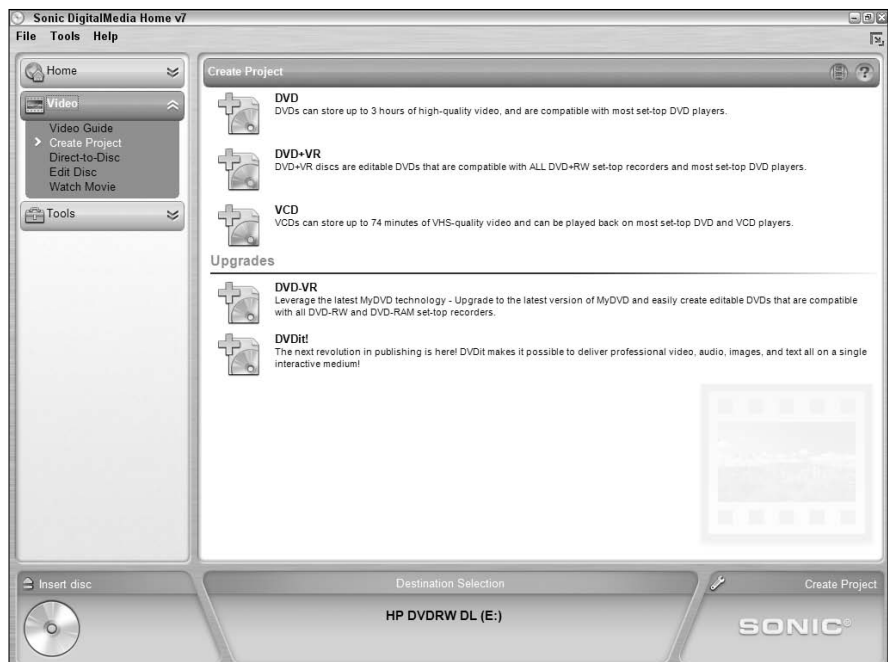 Sonic DigitalMedia Home v7
File Tools Help
Home
Video
Video Guide
Create Project
Direct-to-Disc
Edit Disc
Watch Movie
Tools
Create Project
DVD
DVDs can store up to 3 hours of high-quality video, and are compatible with most set-top DVD players.
DVD+VR
DVD+VR discs are editable DVDs that are compatible with ALL DVD+RW set-top recorders and most set-top DVD players.
VCD
VCDs can store up to 74 minutes of VHS-quality video and can be played back on most set-top DVD and VCD players.
Upgrades
DVD-VR
Leverage the latest MyDVD technology - Upgrade to the latest version of MyDVD and easily create editable DVDs that are compatible
with all DVD-RW and DVD-RAM set-top recorders.
DVDit!
The next revolution in publishing is here! DVDit makes it possible to deliver professional video, audio, images, and text all on a single
interactive medium!
Insert disc
Destination Selection
HP DVDRW DL (E:)
Create Project
SONIC®